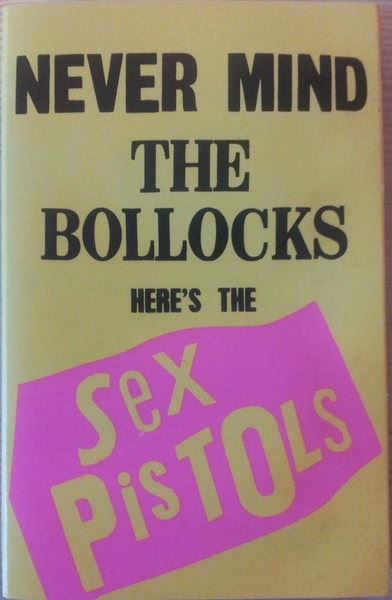 NEVER MIND
THE
BOLLOCKS
HERE'S THE
Sex
PiSTOLS